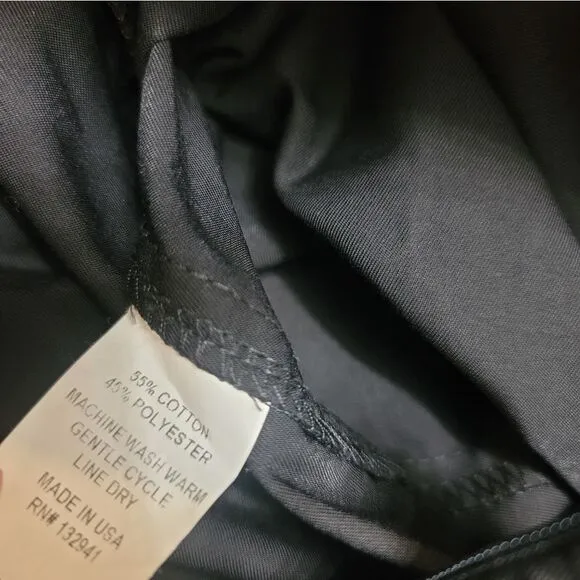 55% COTTON
45% POLYESTER
MACHINE WASH WARM
GENTLE CYCLE
LINE DRY
MADE IN USA
RN# 132941